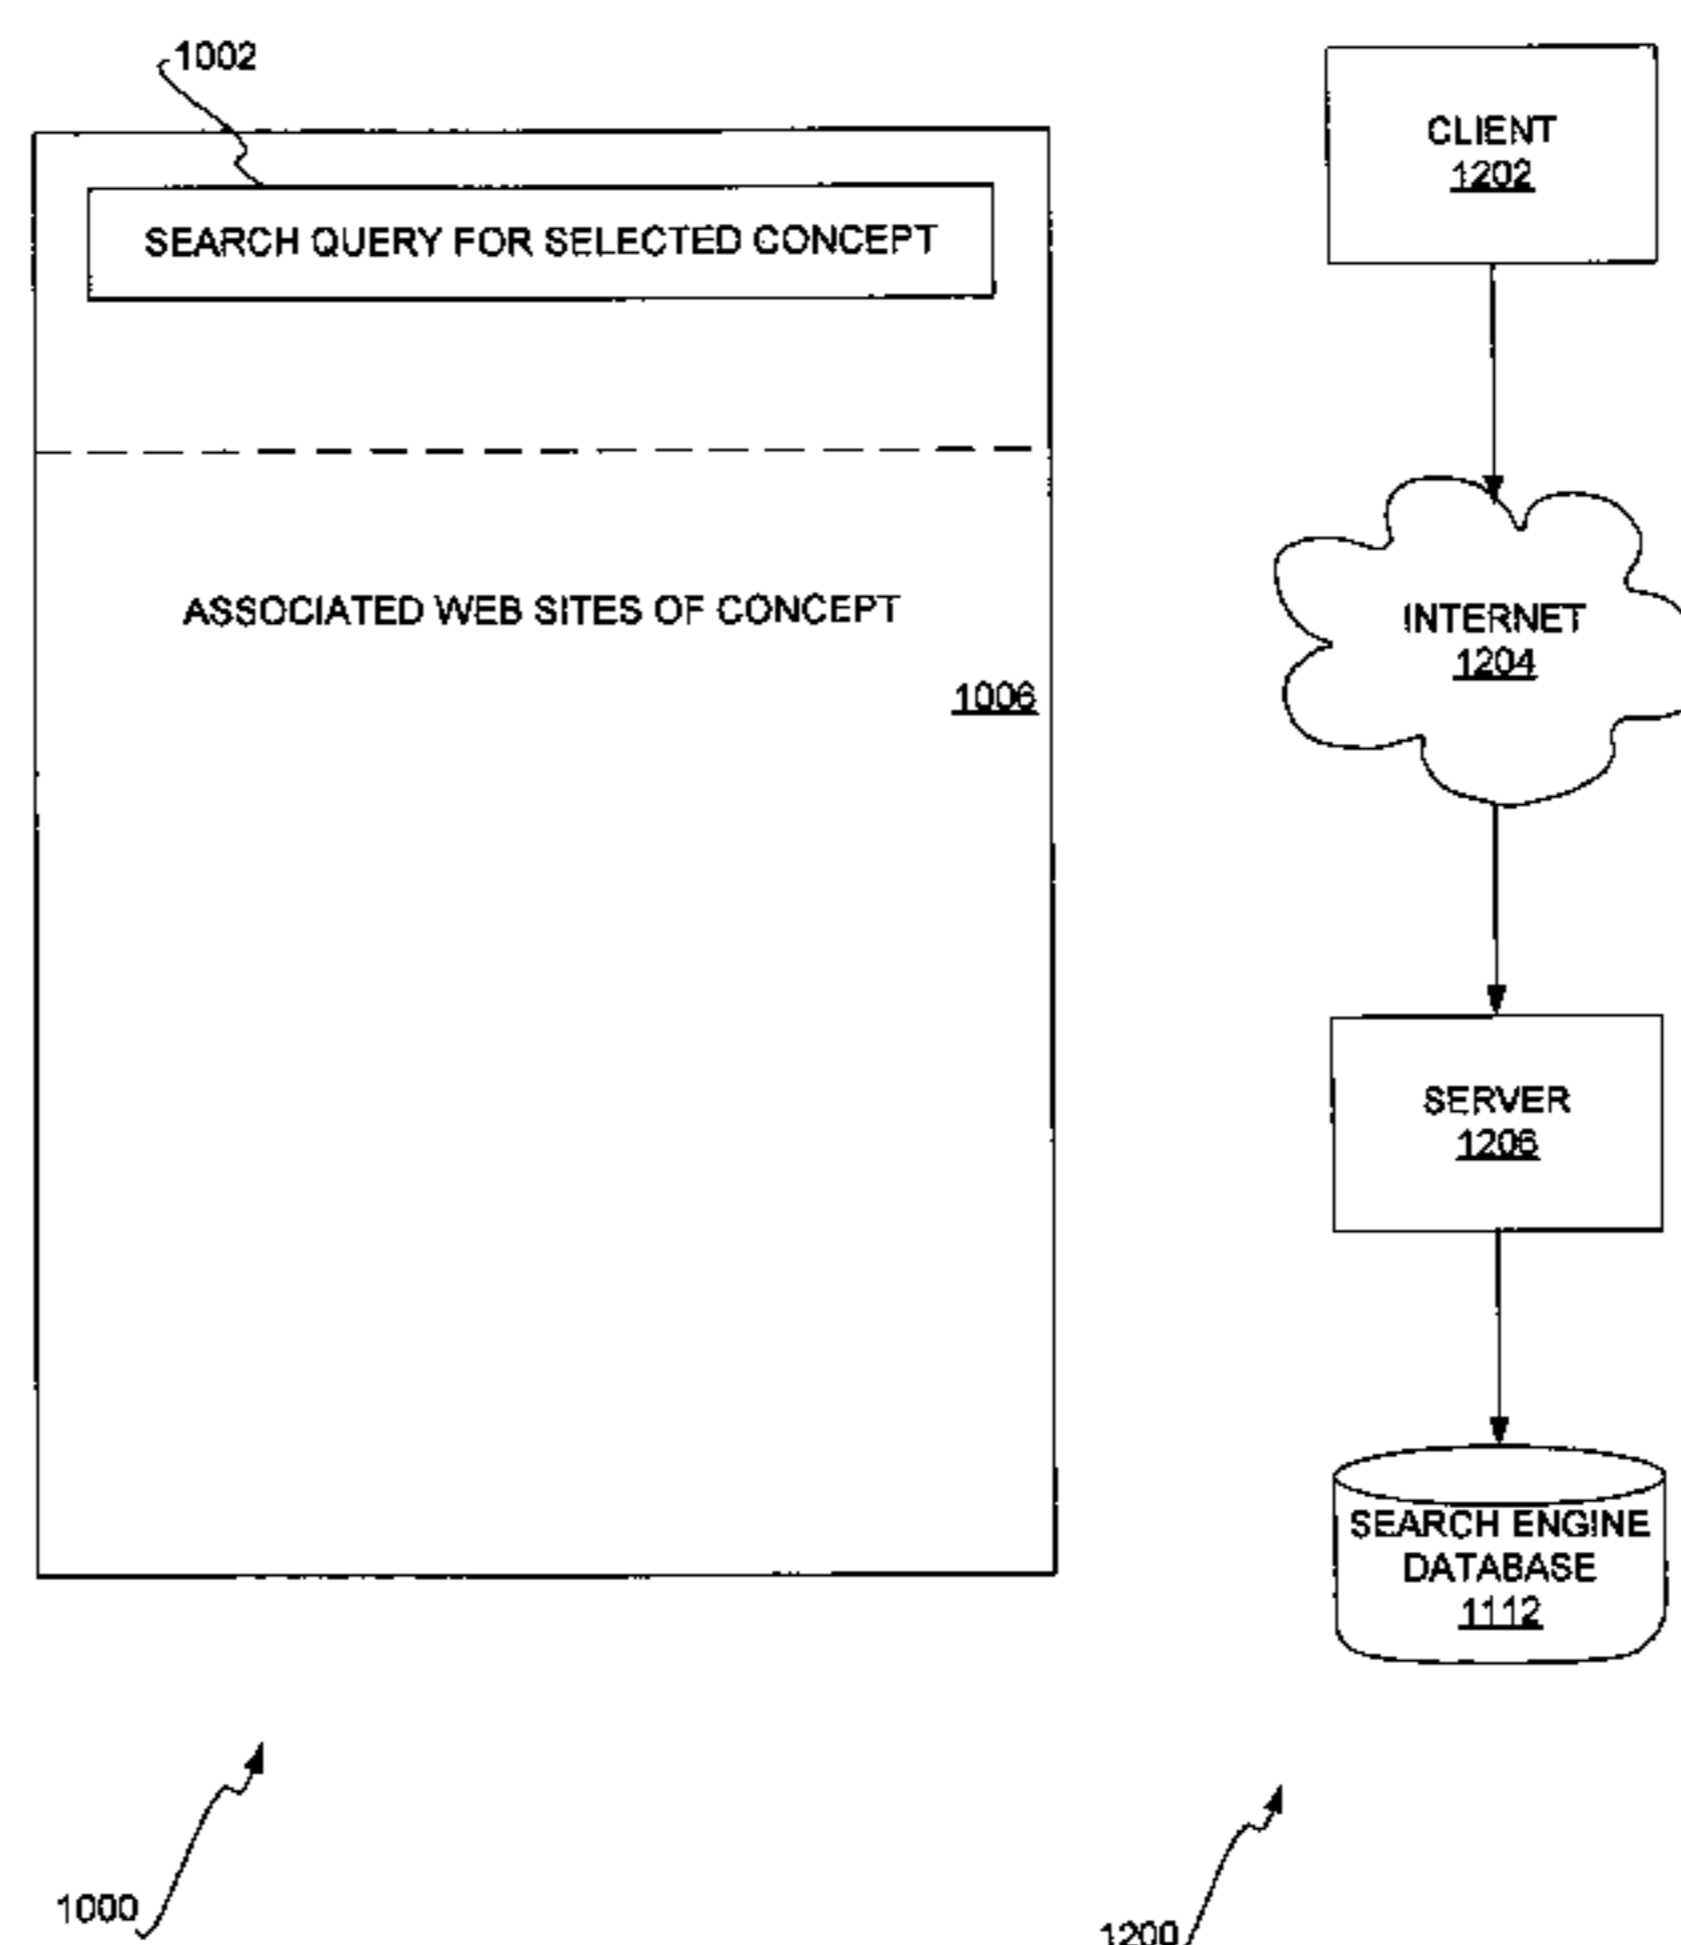 1002
SEARCH QUERY FOR SELECTED CONCEPT
ASSOCIATED WEB SITES OF CONCEPT
1006
1000
CLIENT
1202
INTERNET
1204
SERVER
1206
SEARCH ENGINE
DATABASE
1112
1200